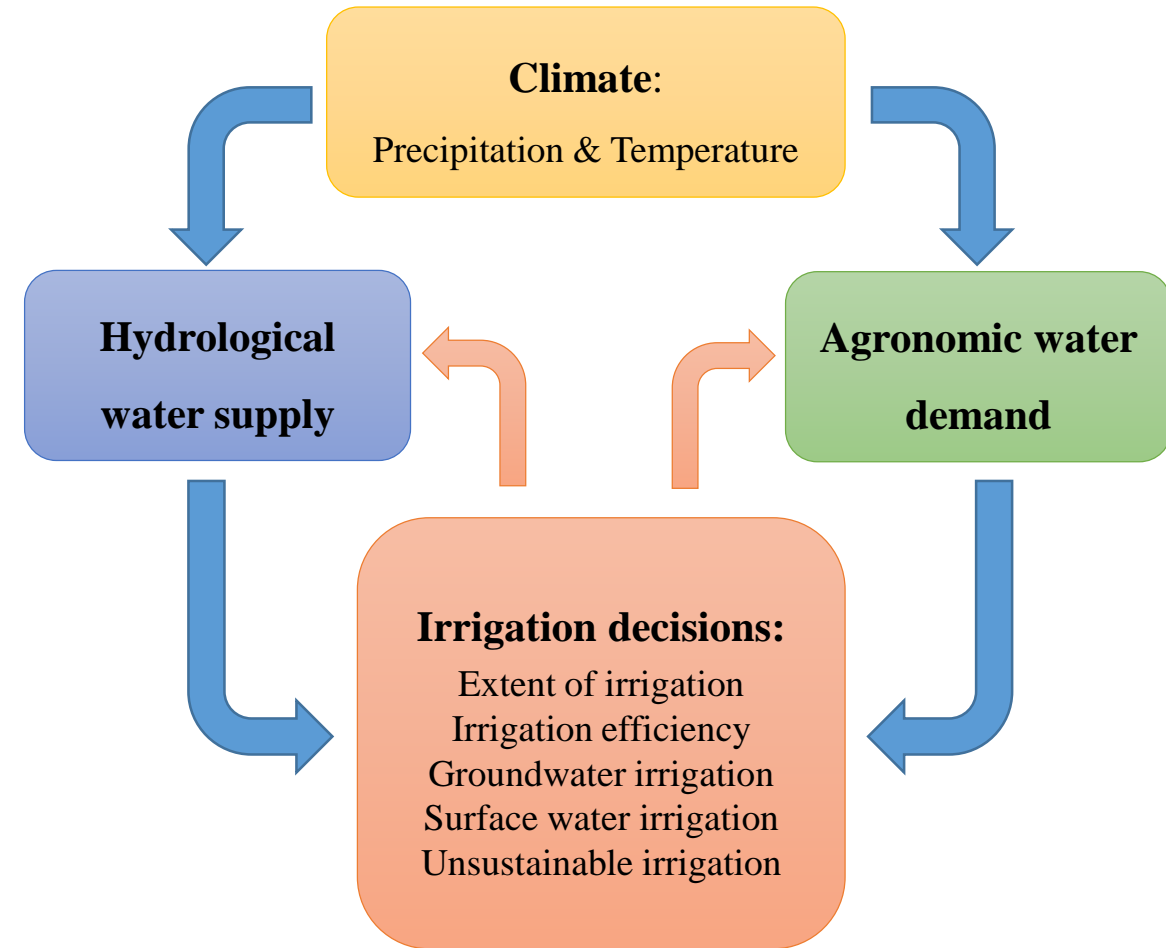 Climate:
Precipitation & Temperature
Hydrological
water supply
Agronomic water
demand
Irrigation decisions:
Extent of irrigation
Irrigation efficiency
Groundwater irrigation
Surface water irrigation
Unsustainable irrigation